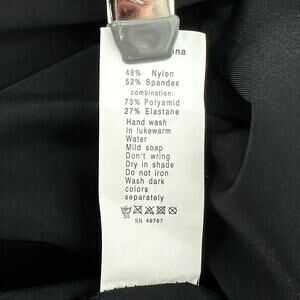 48% Nylon
52% Spandex
combination:
73% Polyamid
27% Elastane
Hand wash
In lukewarm
Water
Mild soap
Don't wring
Dry in shade
Do not iron
Wash dark
colors
separately
RN 49787